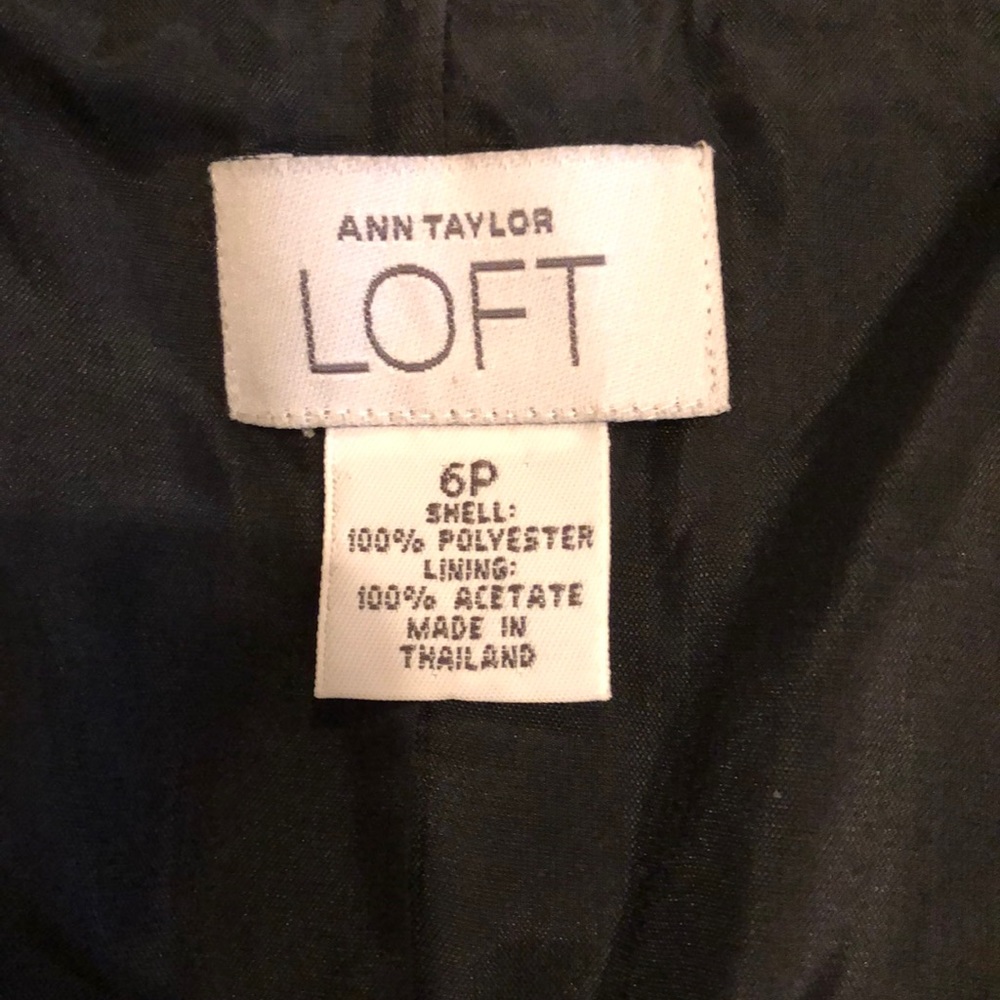 ANN TAYLOR
LOFT
6P
SHELL:
100% POLYESTER
LINING:
100% ACETATE
MADE IN
THAILAND